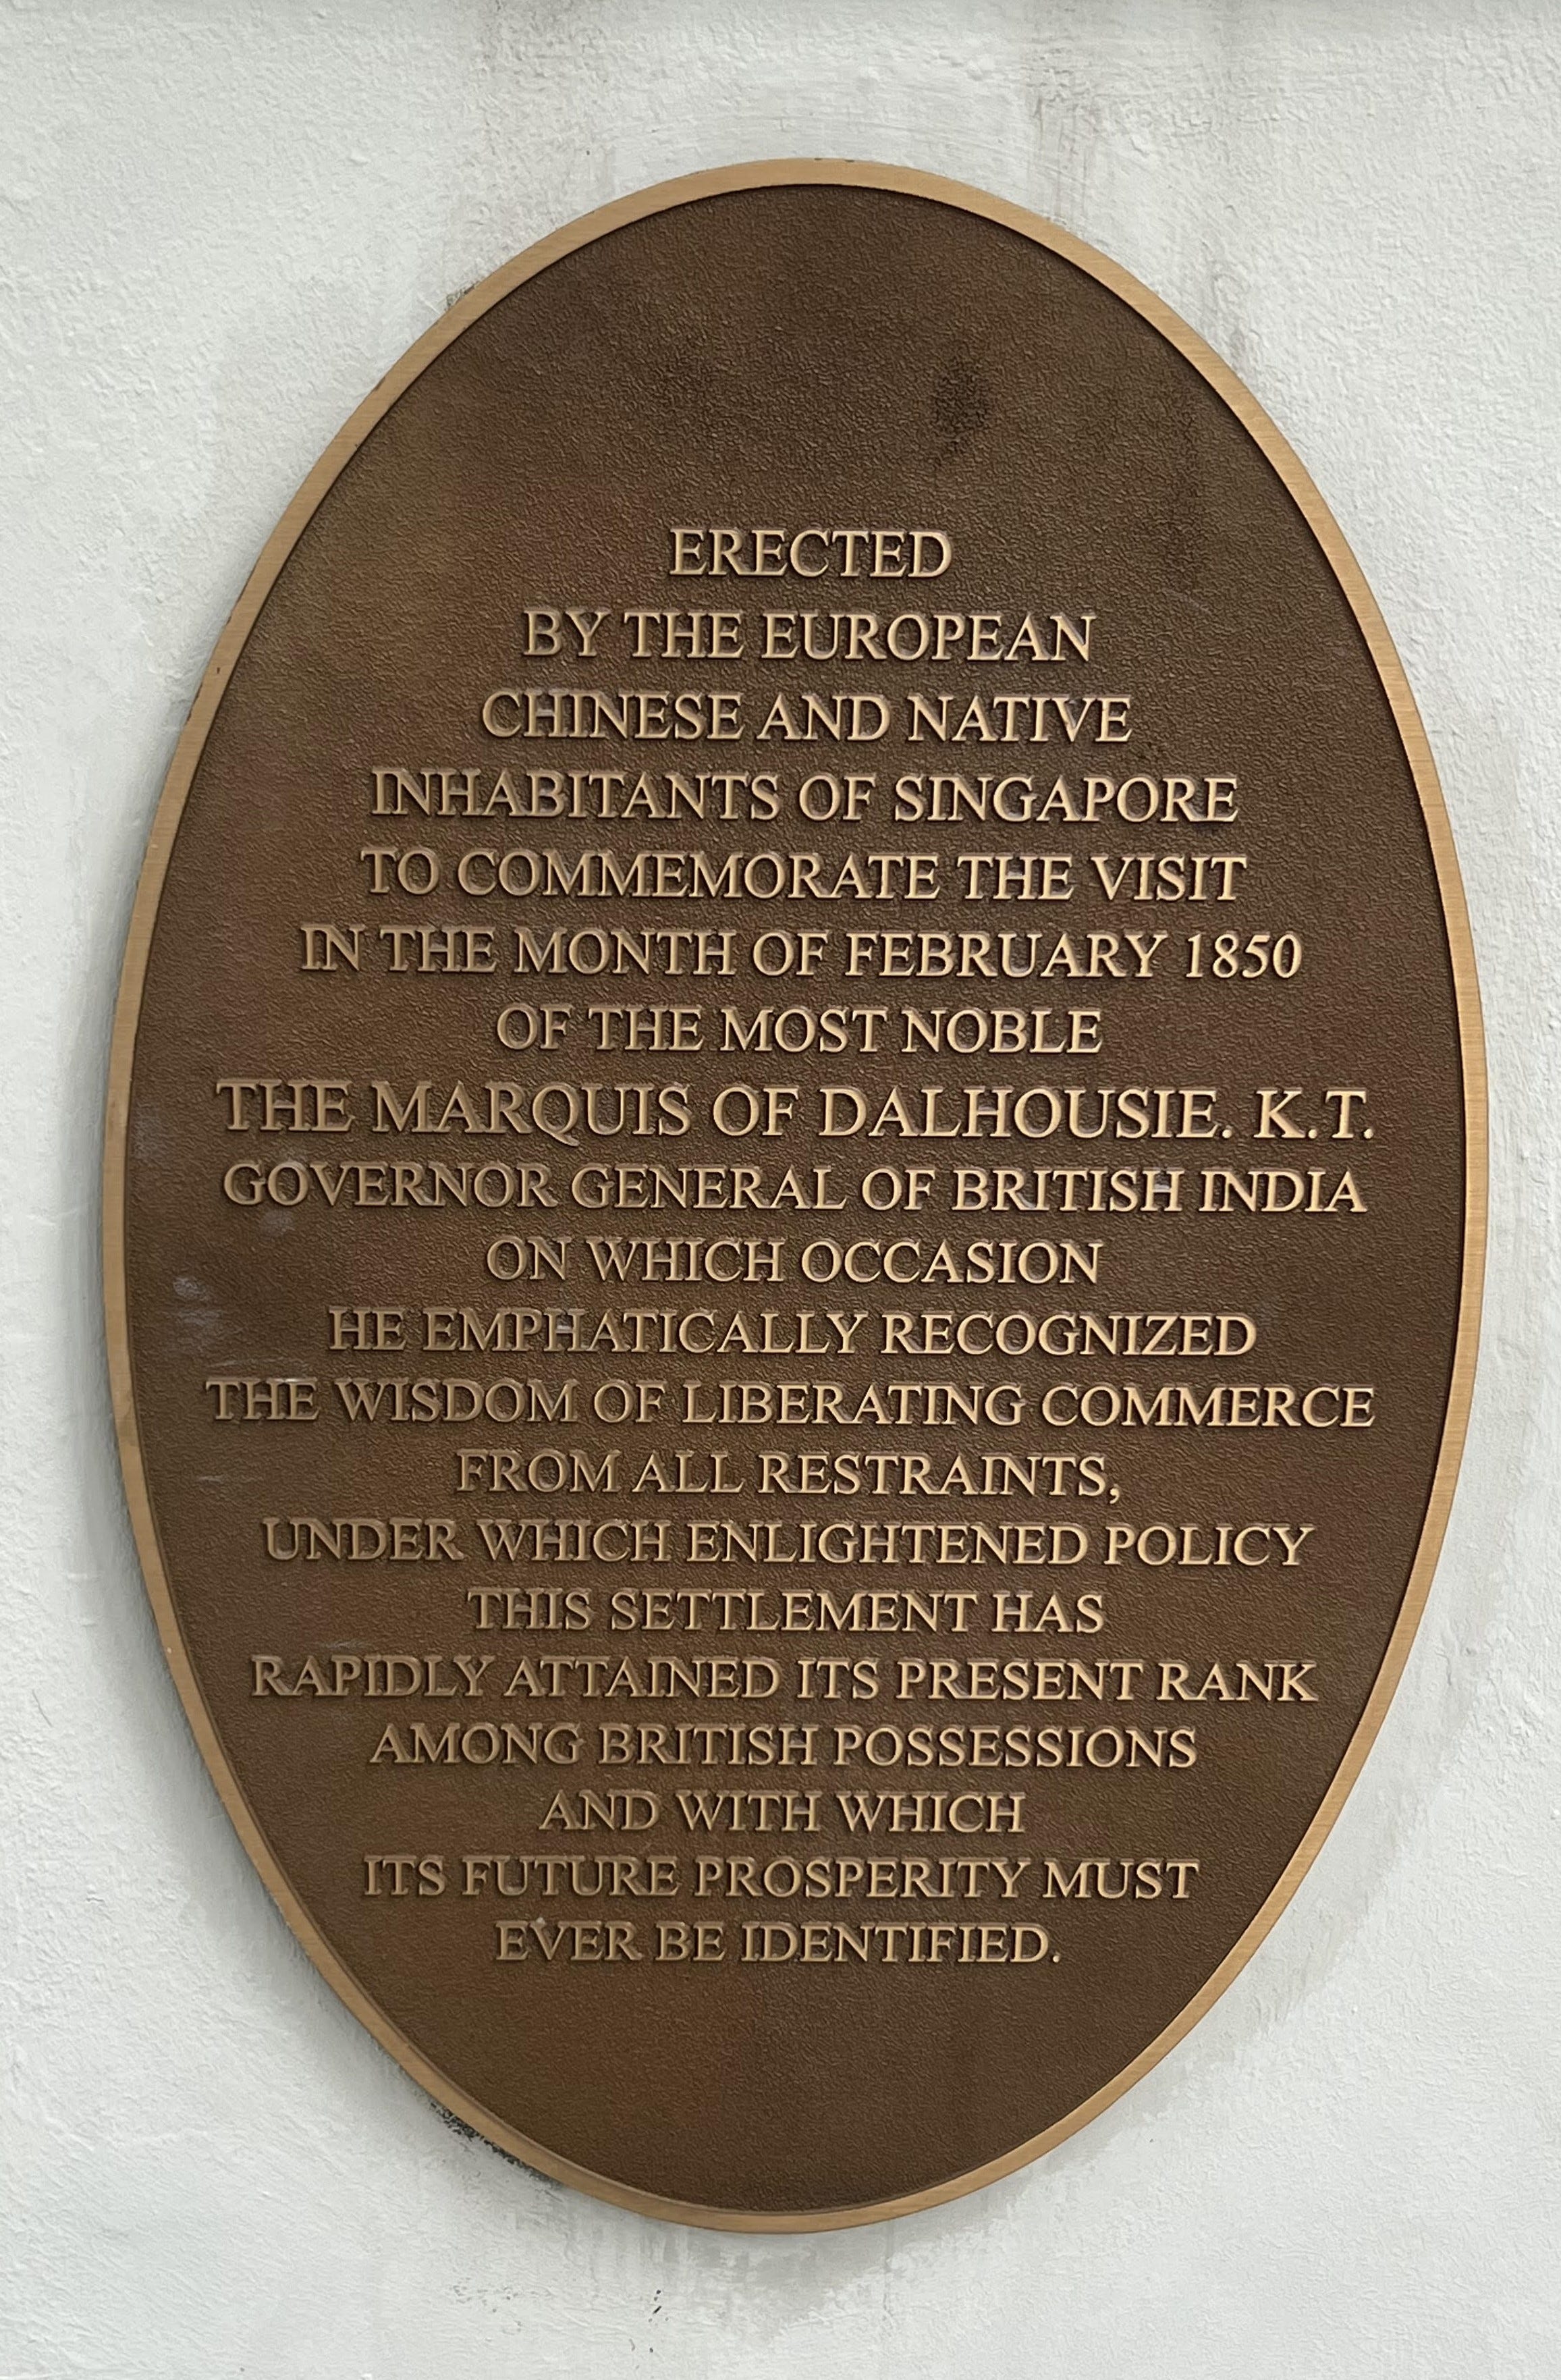 ERECTED
BY THE EUROPEAN
CHINESE AND NATIVE
INHABITANTS OF SINGAPORE
TO COMMEMORATE THE VISIT
IN THE MONTH OF FEBRUARY 1850
OF THE MOST NOBLE
THE MARQUIS OF DALHOUSIE. K.T.
GOVERNOR GENERAL OF BRITISH INDIA
ON WHICH OCCASION
HE EMPHATICALLY RECOGNIZED
THE WISDOM OF LIBERATING COMMERCE
FROM ALL RESTRAINTS,
UNDER WHICH ENLIGHTENED POLICY
THIS SETTLEMENT HAS
RAPIDLY ATTAINED ITS PRESENT RANK
AMONG BRITISH POSSESSIONS
AND WITH WHICH
ITS FUTURE PROSPERITY MUST
EVER BE IDENTIFIED.